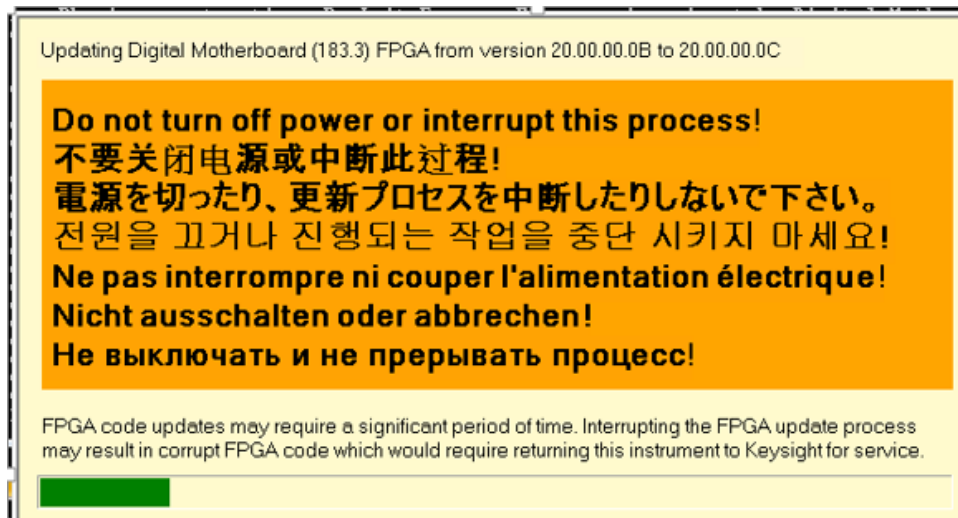 Updating Digital Motherboard (183.3) FPGA from version 20.00.00.0B to 20.00.00.0C
Do not turn off power or interrupt this process!
不要关闭电源或中断此过程!
電源を切ったり、更新プロセスを中断したりしないで下さい。
전원을 끄거나 진행되는 작업을 중단 시키지 마세요!
Ne pas interrompre ni couper l'alimentation électrique!
Nicht ausschalten oder abbrechen!
Не выключать и не прерывать процесс!
FPGA code updates may require a significant period of time. Interrupting the FPGA update process
may result in corrupt FPGA code which would require returning this instrument to Keysight for service.